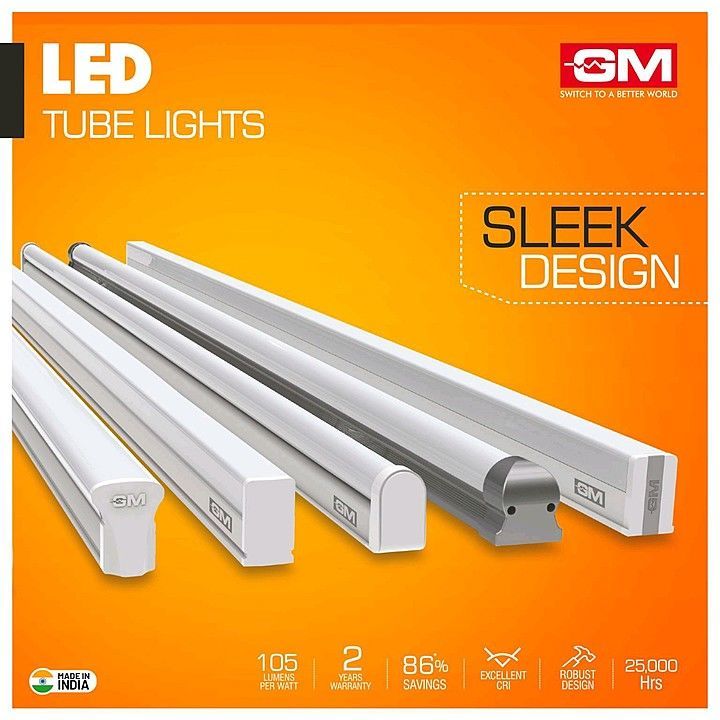 LED
TUBE LIGHTS
GM
SWITCH TO A BETTER WORLD
SLEEK
DESIGN
GM
GM
GM
GM
GM
MADE IN
INDIA
105
LUMENS
PER WATT
2
YEARS
WARRANTY
86*%
SAVINGS
EXCELLENT
CRI
ROBUST
DESIGN
25,000
Hrs